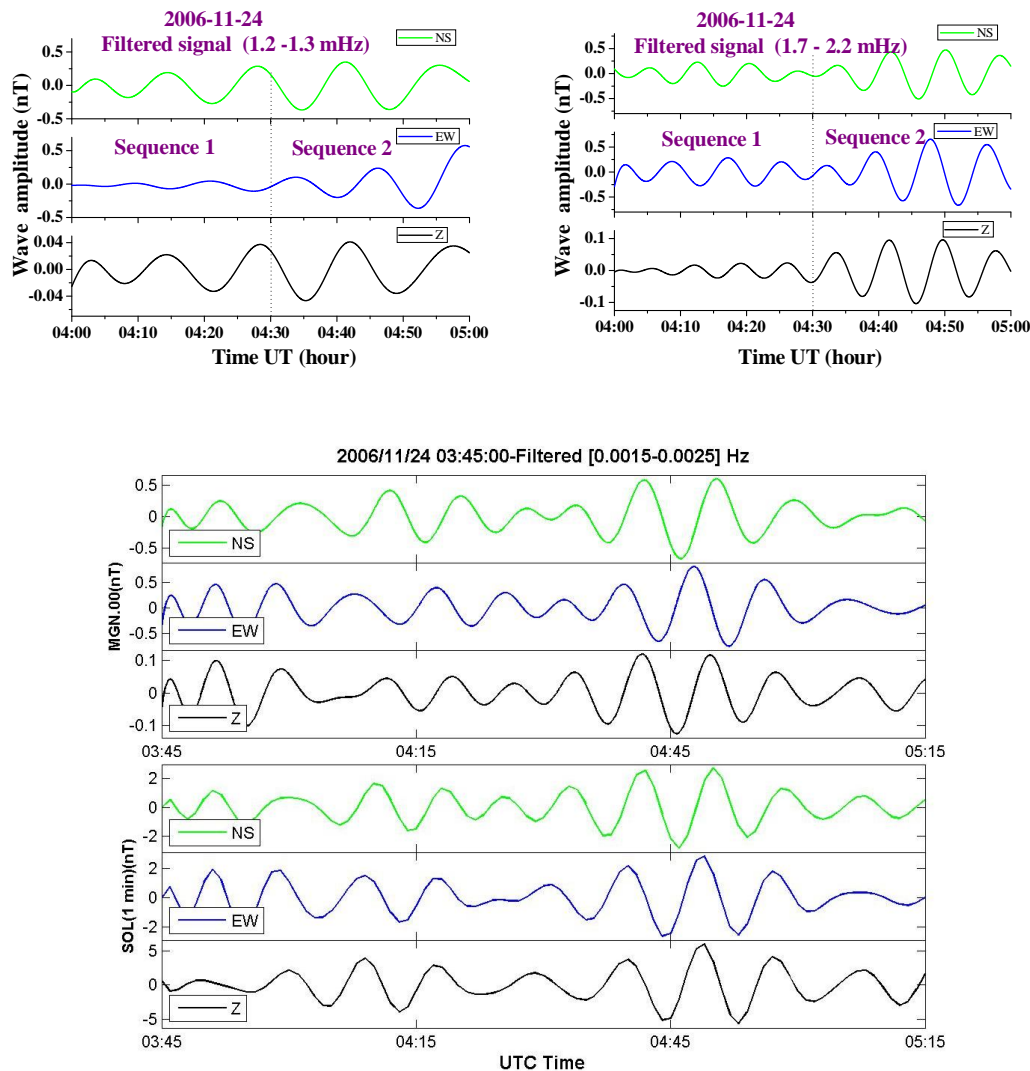 2006-11-24
Filtered signal (1.2 -1.3 mHz)
NS
0.5
0.0
-0.5
EW
Sequence 1
Sequence 2
0.5
0.0
-0.5
Z
0.04
0.00
-0.04
Wave amplitude (nT)
04:00 04:10 04:20 04:30 04:40 04:50 05:00
Time UT (hour)
2006-11-24
Filtered signal (1.7 - 2.2 mHz)
NS
0.5
0.0
-0.5
EW
Sequence 1
Sequence 2
0.5
0.0
-0.5
Z
0.1
0.0
-0.1
Wave amplitude (nT)
04:00 04:10 04:20 04:30 04:40 04:50 05:00
Time UT (hour)
2006/11/24 03:45:00-Filtered [0.0015-0.0025] Hz
0.5
0
-0.5
NS
0.5
0
-0.5
EW
0.1
0
-0.1
Z
MGN.00(nT)
03:45 04:15 04:45 05:15
2
0
-2
NS
2
0
-2
EW
5
0
-5
Z
SOL(1 min)(nT)
03:45 04:15 04:45 05:15
UTC Time